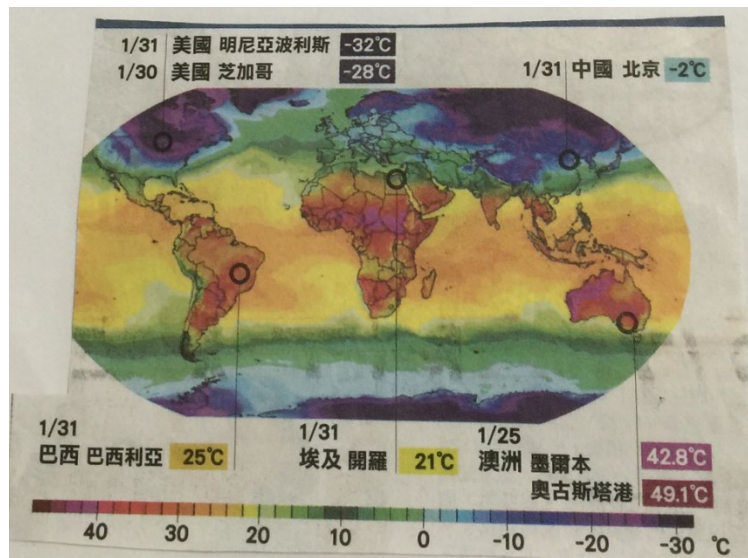 1/31 美國 明尼亞波利斯 -32℃
1/30 美國 芝加哥 -28℃
1/31 中國 北京 -2℃
1/31
巴西 巴西利亞 25℃
1/31
埃及 開羅 21℃
1/25
澳洲 墨爾本 42.8℃
奧古斯塔港 49.1℃
40 30 20 10 0 -10 -20 -30 ℃